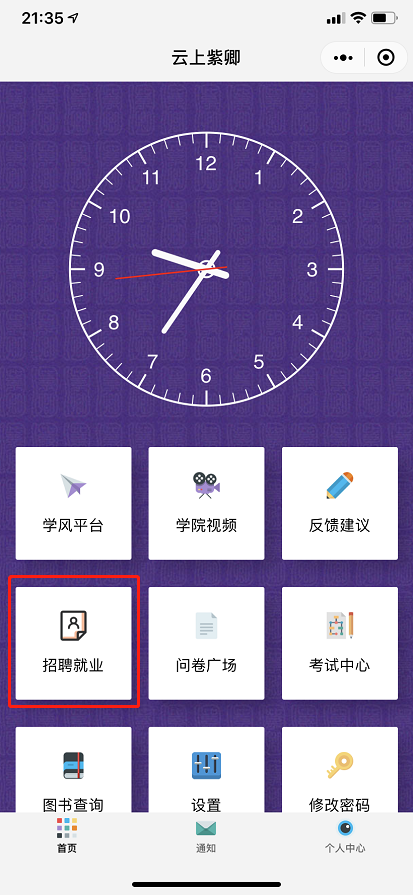 21:35
云上紫卿
12
11
1
10
2
9
3
8
4
7
5
6
学风平台
学院视频
反馈建议
招聘就业
问卷广场
考试中心
图书查询
设置
修改密码
首页
通知
个人中心